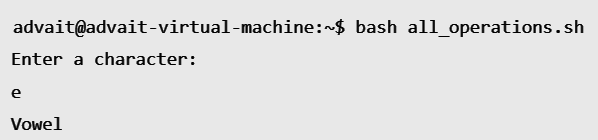 advait@advait-virtual-machine:~$ bash all_operations.sh
Enter a character:
e
Vowel